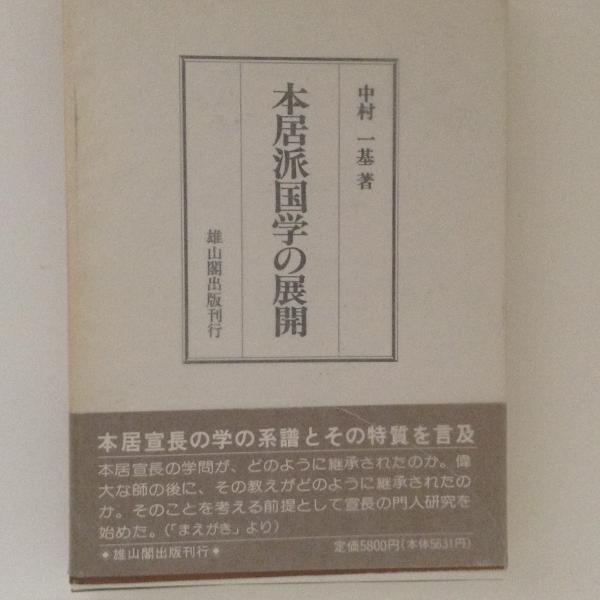 中村 一基 著
本居派国学の展開
雄山閣出版刊行
本居宣長の学の系譜とその特質を言及
本居宣長の学問が、どのように継承されたのか。偉
大な師の後に、その教えがどのように継承されたの
か。そのことを考える前提として宣長の門人研究を
始めた。(「まえがき」より)
●雄山閣出版刊行● 定価5800円(本体5631円)